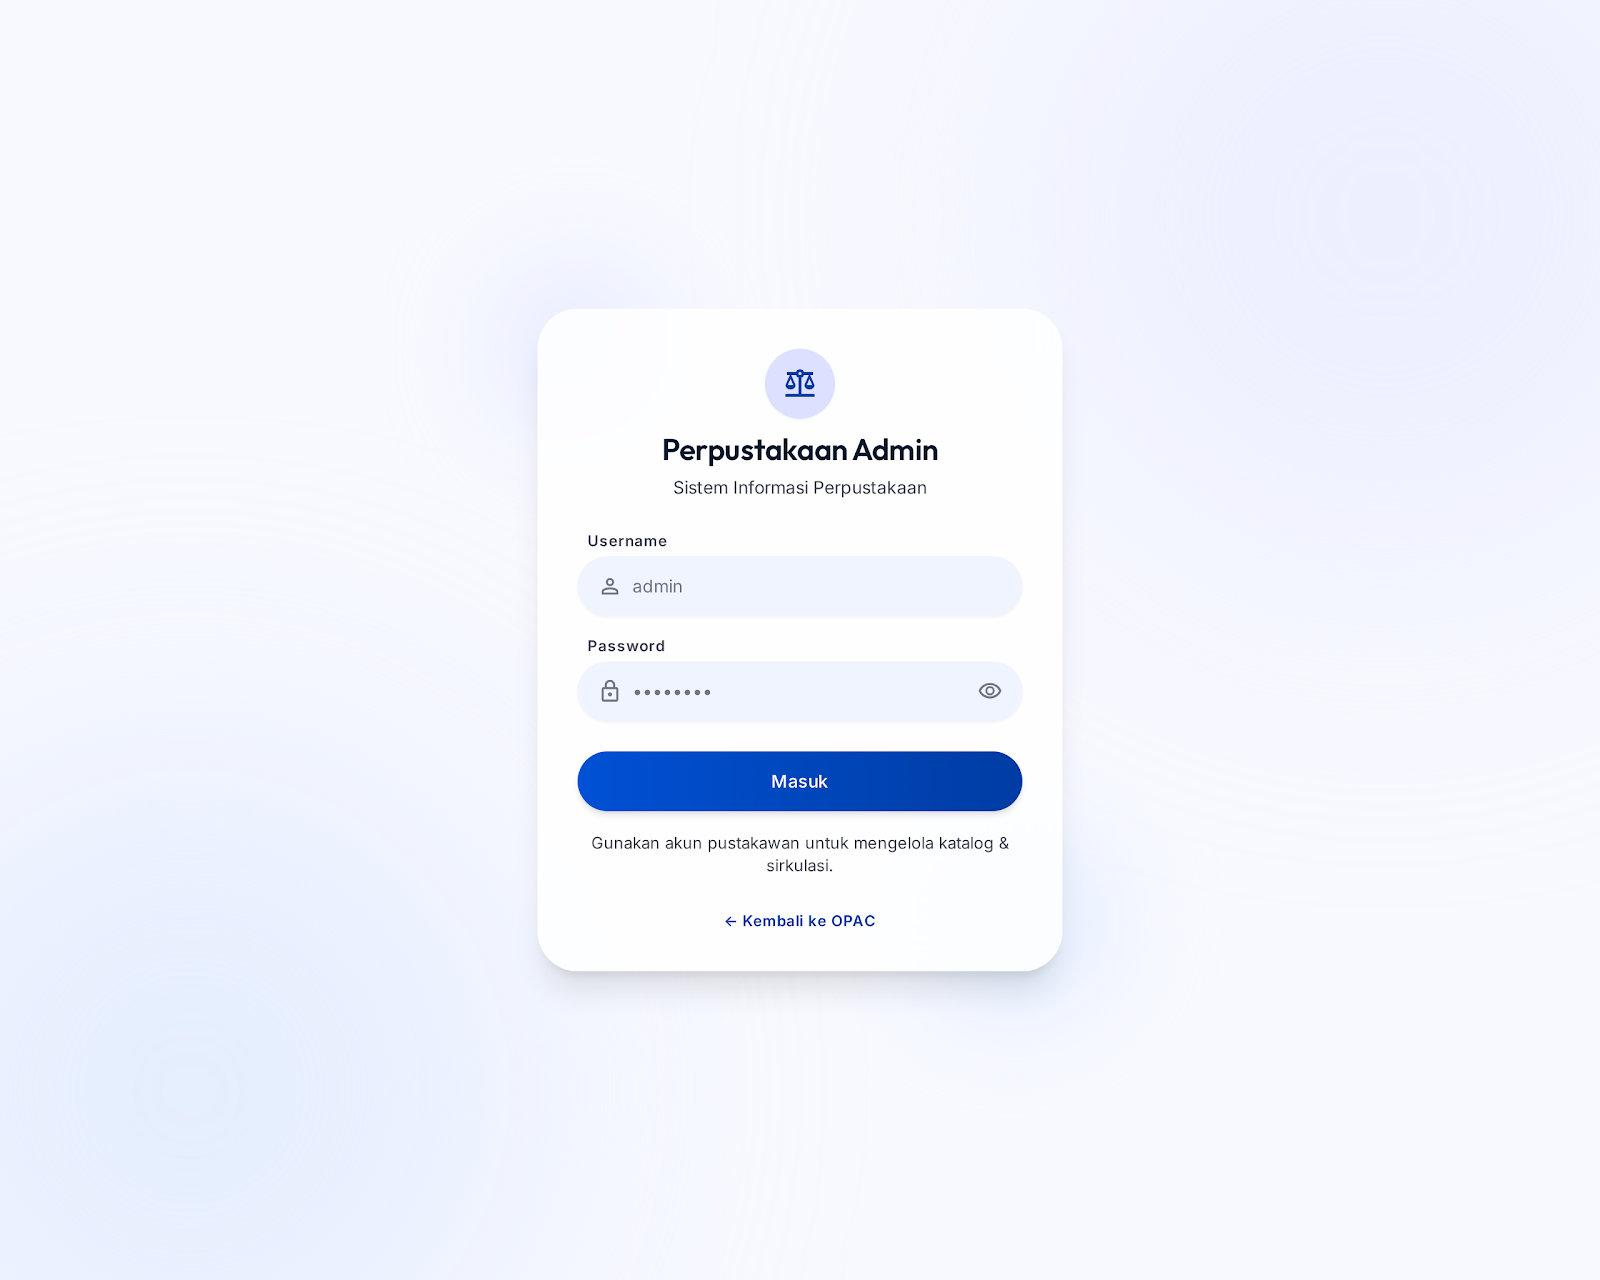 Perpustakaan Admin
Sistem Informasi Perpustakaan
Username
admin
Password
••••••••
Masuk
Gunakan akun pustakawan untuk mengelola katalog &
sirkulasi.
← Kembali ke OPAC